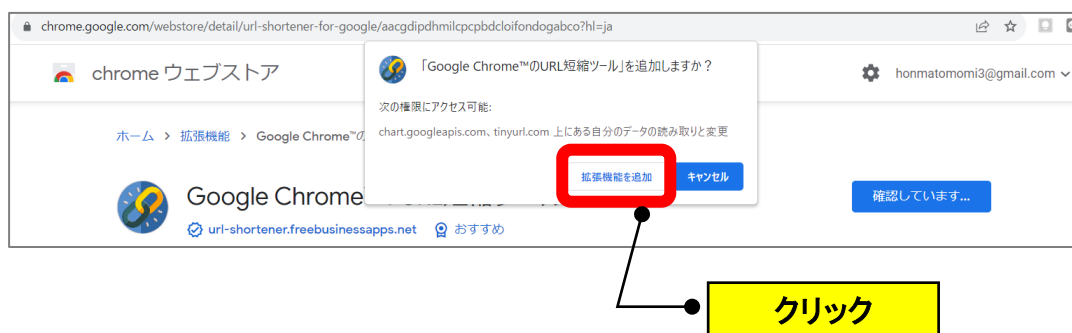 chrome.google.com/webstore/detail/url-shortener-for-google/aacgdipdhmilcpcpbdcloifondogabco?hl=ja
chrome ウェブストア
「Google Chrome™のURL短縮ツール」を追加しますか？
honmatomomi3@gmail.com
次の権限にアクセス可能:
chart.googleapis.com、tinyurl.com 上にある自分のデータの読み取りと変更
ホーム > 拡張機能 > Google Chrome™の
拡張機能を追加
キャンセル
Google Chrome
確認しています...
url-shortener.freebusinessapps.net
おすすめ
クリック